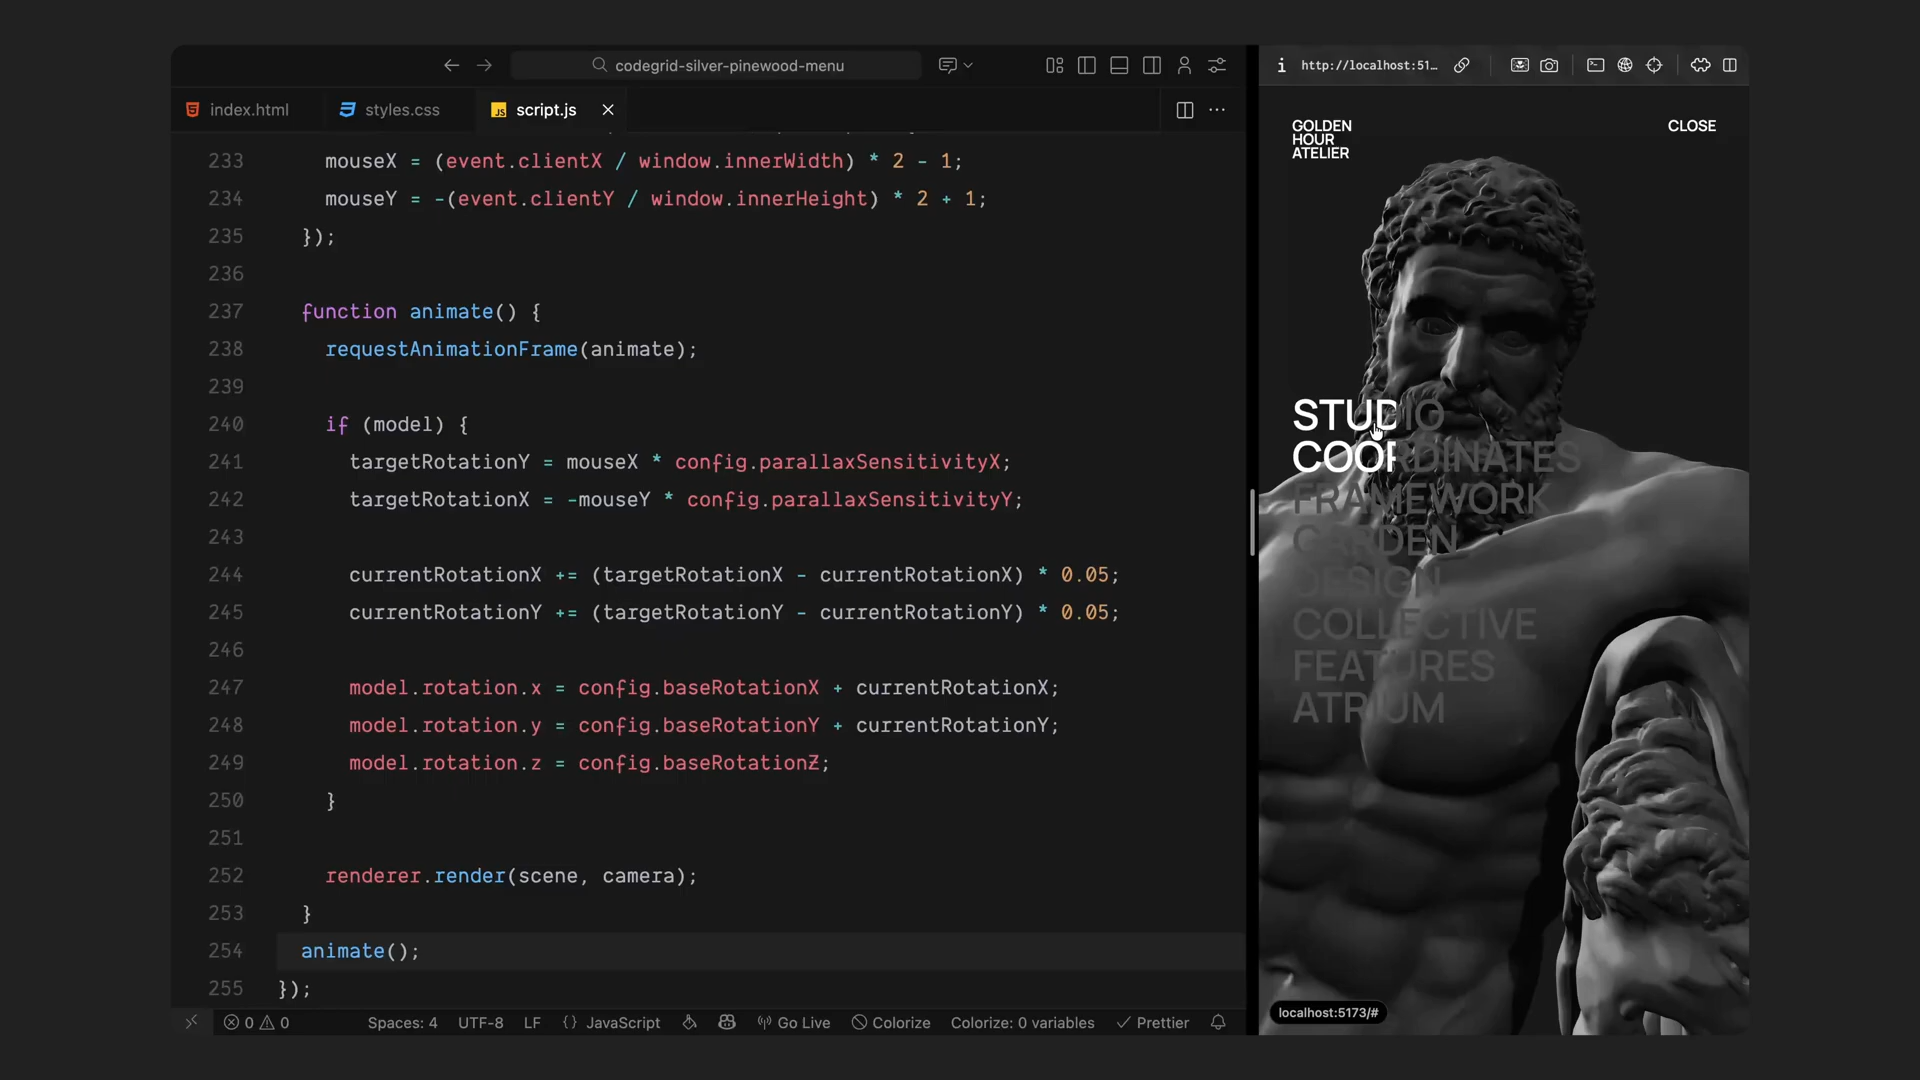 codegrid-silver-pinewood-menu
index.html
styles.css
JS script.js
233 mouseX = (event.clientX / window.innerWidth) * 2 - 1;
234 mouseY = -(event.clientY / window.innerHeight) * 2 + 1;
235 });
236
237 function animate() {
238 requestAnimationFrame(animate);
239
240 if (model) {
241 targetRotationY = mouseX * config.parallaxSensitivityX;
242 targetRotationX = -mouseY * config.parallaxSensitivityY;
243
244 currentRotationX += (targetRotationX - currentRotationX) * 0.05;
245 currentRotationY += (targetRotationY - currentRotationY) * 0.05;
246
247 model.rotation.x = config.baseRotationX + currentRotationX;
248 model.rotation.y = config.baseRotationY + currentRotationY;
249 model.rotation.z = config.baseRotationZ;
250 }
251
252 renderer.render(scene, camera);
253 }
254 animate();
255 });
0 0 Spaces: 4 UTF-8 LF {} JavaScript Go Live Colorize Colorize: 0 variables Prettier
http://localhost:51…
GOLDEN
HOUR
ATELIER
CLOSE
STUDIO
COORDINATES
FRAMEWORK
GARDEN
DESIGN
COLLECTIVE
FEATURES
ATRIUM
localhost:5173/#